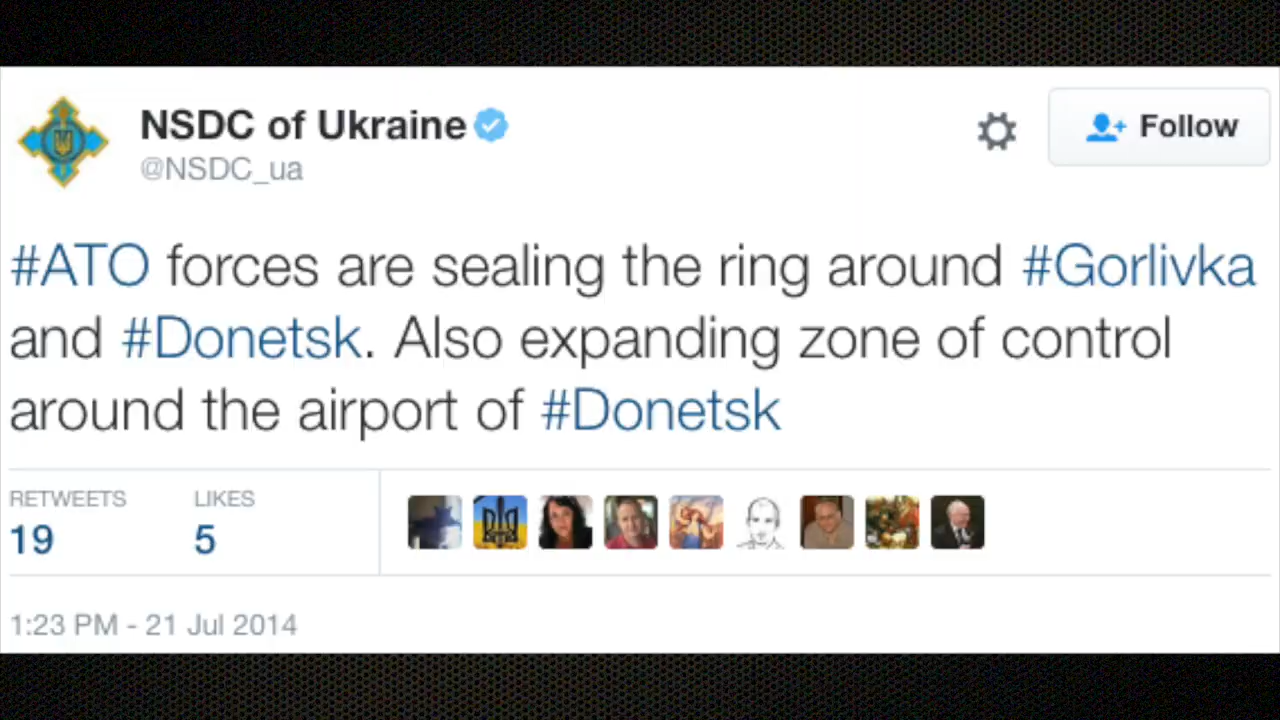 NSDC of Ukraine
@NSDC_ua
Follow
#ATO forces are sealing the ring around #Gorlivka
and #Donetsk. Also expanding zone of control
around the airport of #Donetsk
RETWEETS LIKES
19 5
1:23 PM - 21 Jul 2014